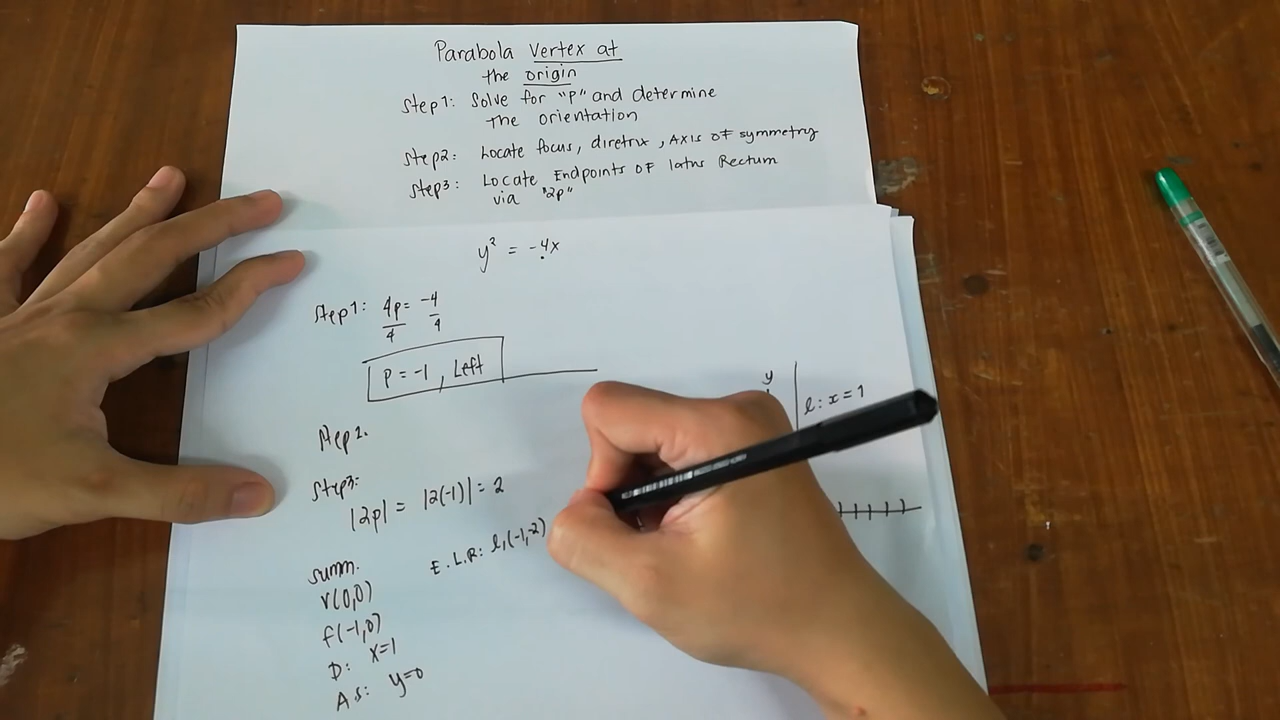 Parabola Vertex at
the origin
Step1: Solve for "p" and determine
the orientation
Step2: Locate focus, diretrix, Axis of symmetry
Step3: Locate Endpoints of latus Rectum
via "2p"
y² = -4x
Step1: 4p = -4
4 4
P = -1, Left
Step2.
Step3:
|2p| = |2(-1)| = 2
E.L.R: l,(-1,-2)
summ.
V(0,0)
f(-1,0)
D: x=1
A.S: y=0
y
l: x = 1